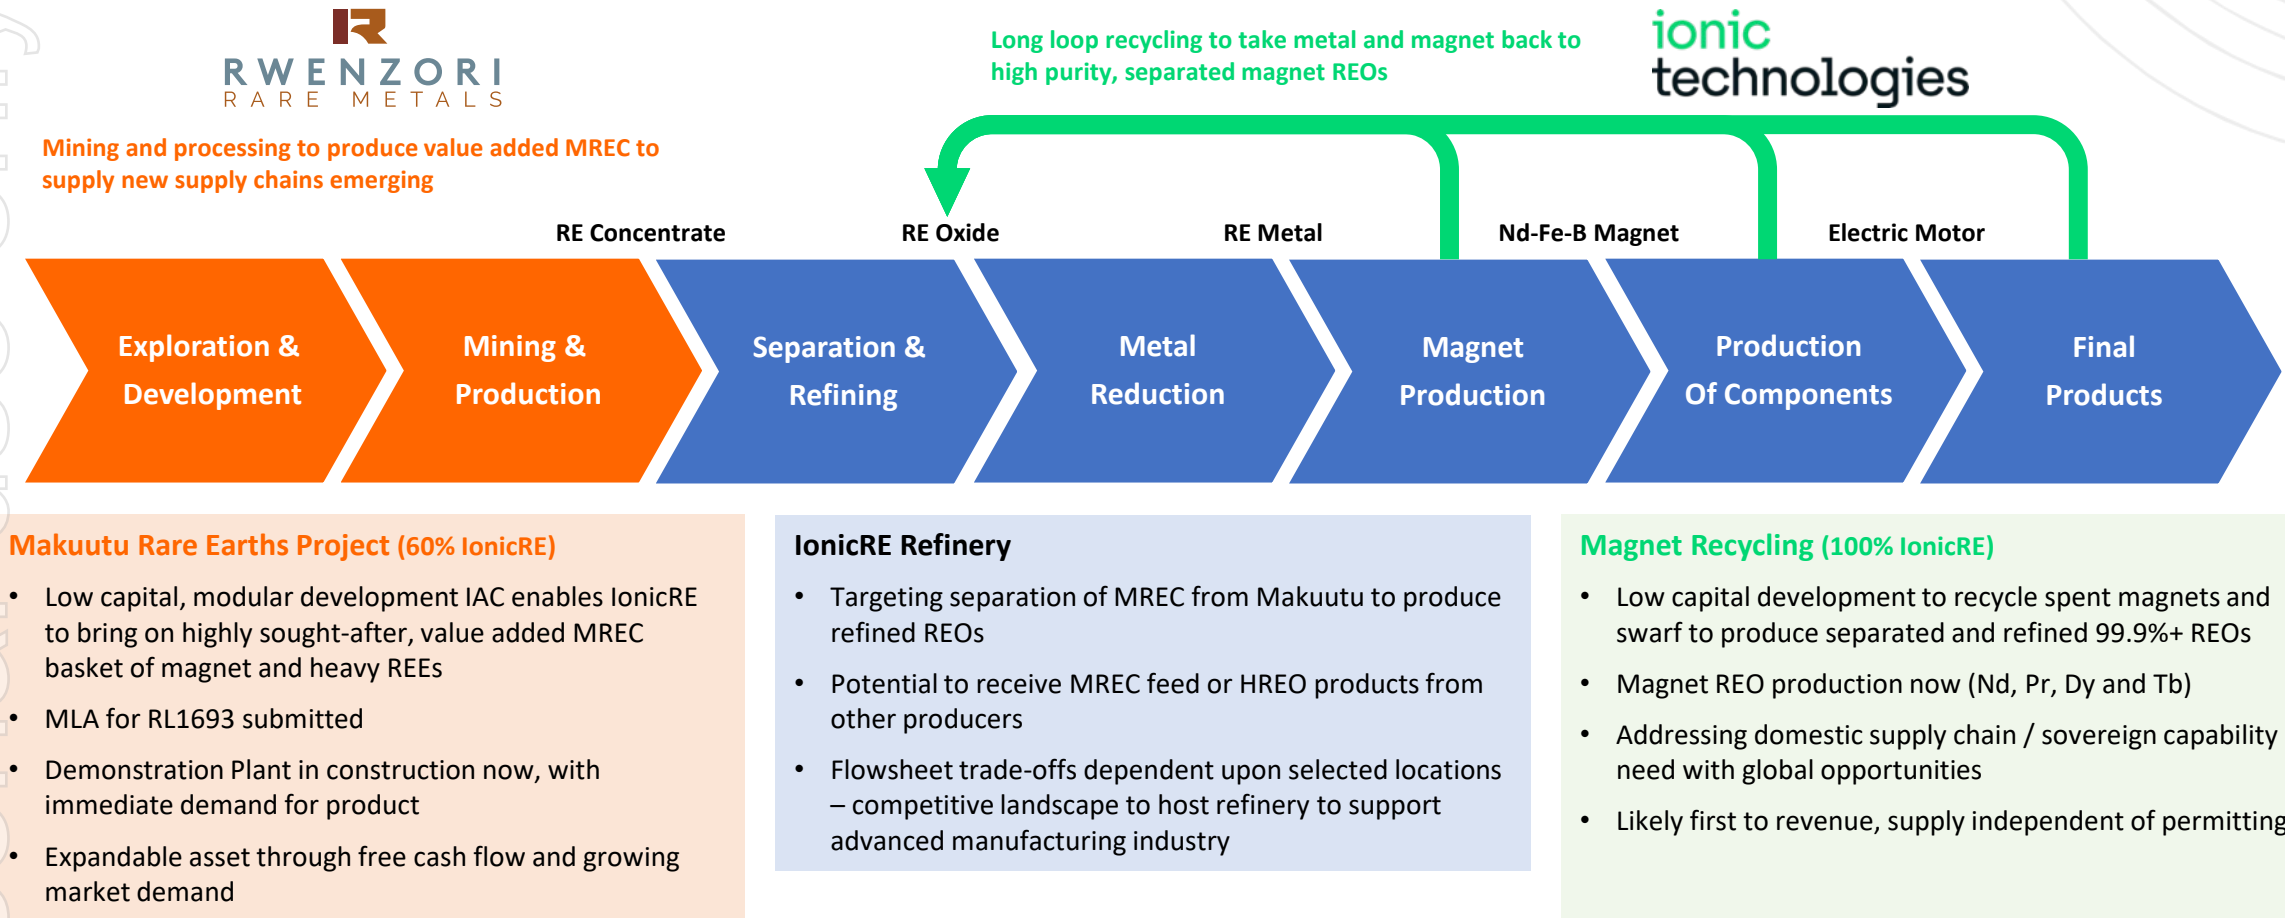 RWENZORI
RARE METALS
Long loop recycling to take metal and magnet back to
high purity, separated magnet REOs
ionic
technologies
Mining and processing to produce value added MREC to
supply new supply chains emerging
RE Concentrate
RE Oxide
RE Metal
Nd-Fe-B Magnet
Electric Motor
Exploration &
Development
Mining &
Production
Separation &
Refining
Metal
Reduction
Magnet
Production
Production
Of Components
Final
Products
Makuutu Rare Earths Project (60% IonicRE)
• Low capital, modular development IAC enables IonicRE
to bring on highly sought-after, value added MREC
basket of magnet and heavy REEs
• MLA for RL1693 submitted
• Demonstration Plant in construction now, with
immediate demand for product
• Expandable asset through free cash flow and growing
market demand
IonicRE Refinery
• Targeting separation of MREC from Makuutu to produce
refined REOs
• Potential to receive MREC feed or HREO products from
other producers
• Flowsheet trade-offs dependent upon selected locations
– competitive landscape to host refinery to support
advanced manufacturing industry
Magnet Recycling (100% IonicRE)
• Low capital development to recycle spent magnets and
swarf to produce separated and refined 99.9%+ REOs
• Magnet REO production now (Nd, Pr, Dy and Tb)
• Addressing domestic supply chain / sovereign capability
need with global opportunities
• Likely first to revenue, supply independent of permitting